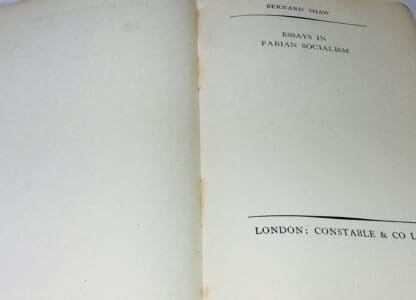 BERNARD SHAW
ESSAYS IN
FABIAN SOCIALISM
LONDON: CONSTABLE & CO L